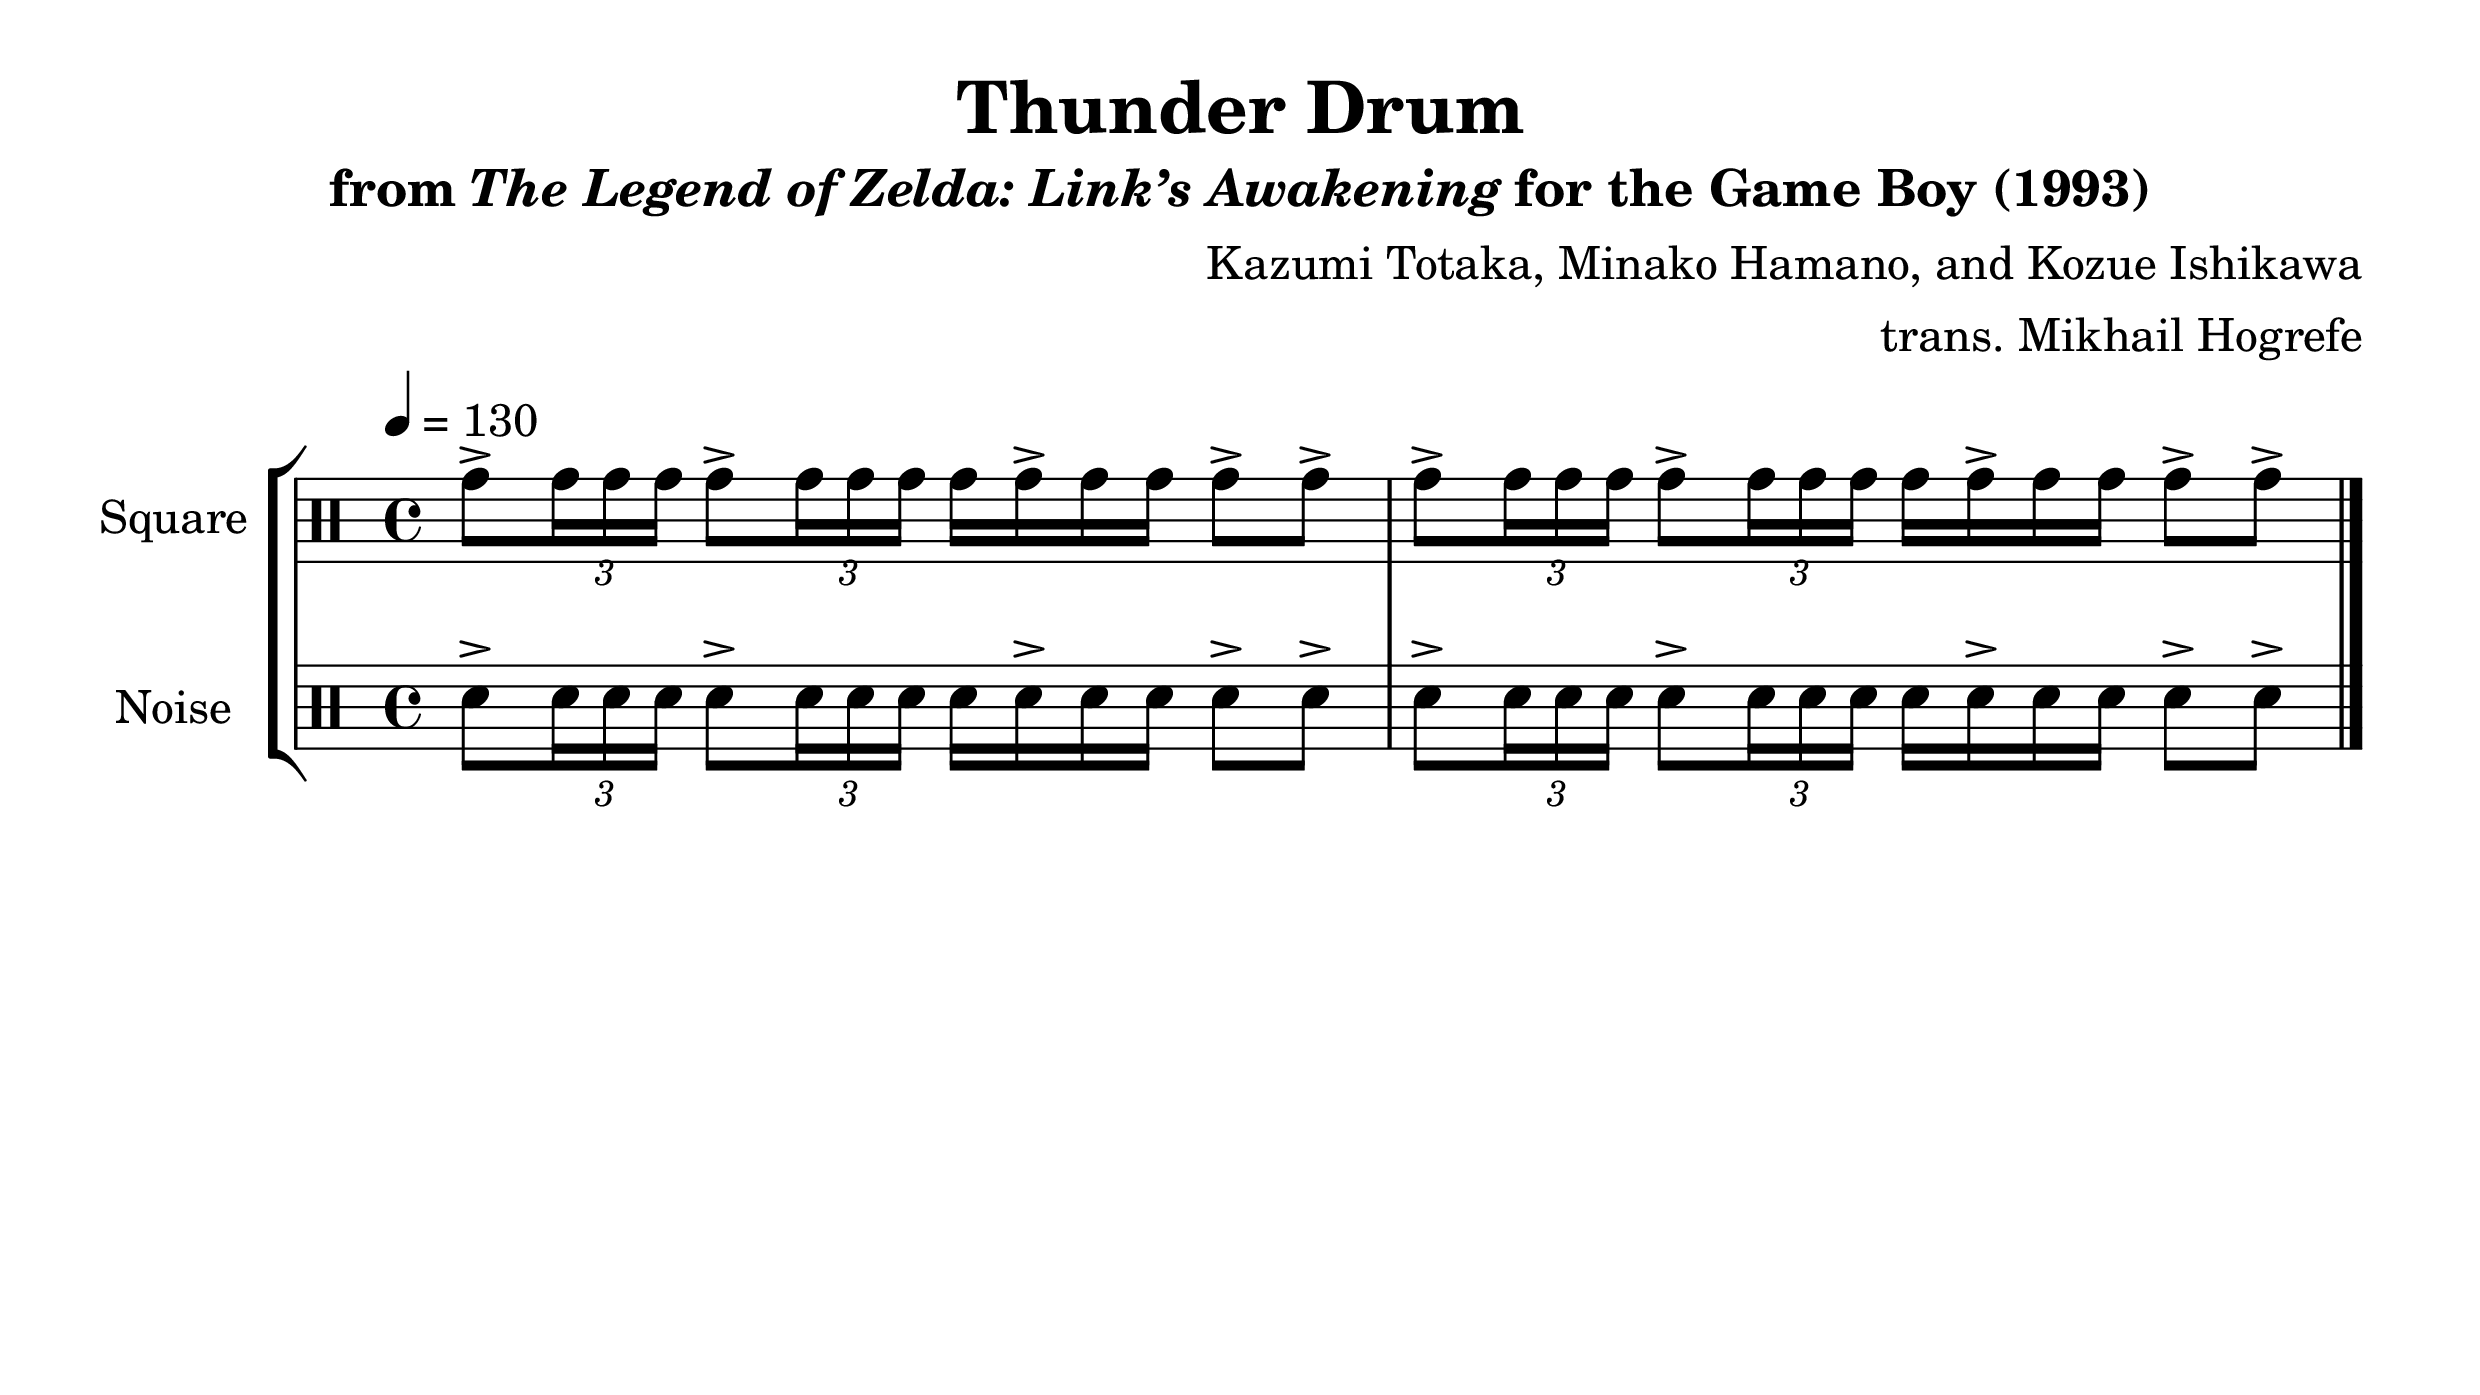 Thunder Drum
from The Legend of Zelda: Link’s Awakening for the Game Boy (1993)
Kazumi Totaka, Minako Hamano, and Kozue Ishikawa
trans. Mikhail Hogrefe
= 130
Square
3 3 3 3
Noise
3 3 3 3